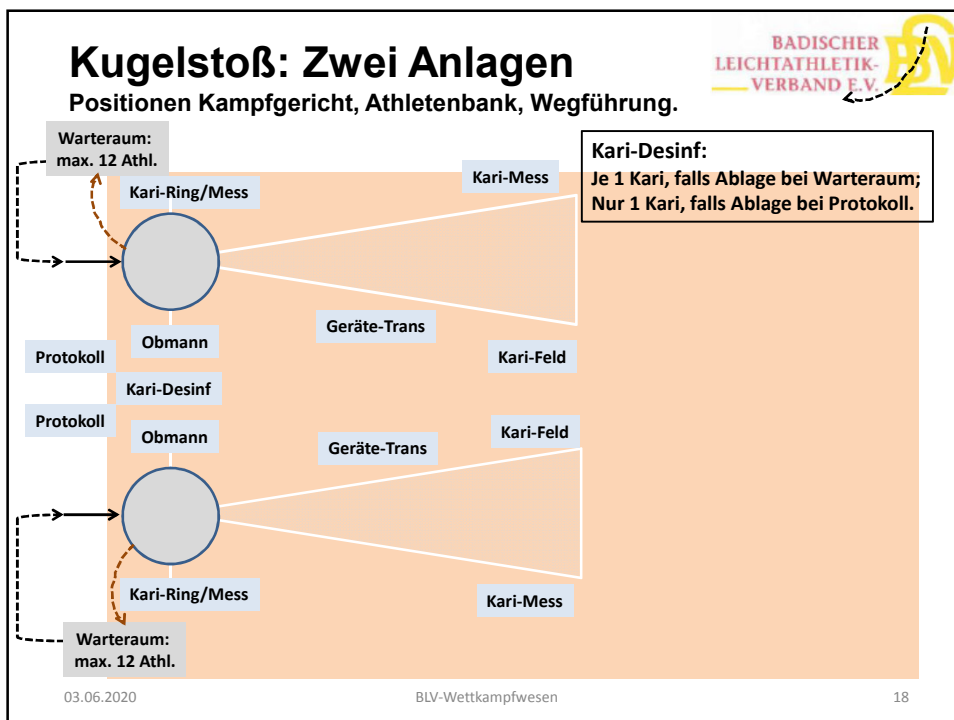 Kugelstoß: Zwei Anlagen
Positionen Kampfgericht, Athletenbank, Wegführung.
BADISCHER
LEICHTATHLETIK-
VERBAND E.V.
BLV
Warteraum:
max. 12 Athl.
Kari-Desinf:
Je 1 Kari, falls Ablage bei Warteraum;
Nur 1 Kari, falls Ablage bei Protokoll.
Kari-Ring/Mess
Kari-Mess
Geräte-Trans
Obmann
Kari-Feld
Protokoll
Kari-Desinf
Protokoll
Obmann
Kari-Feld
Geräte-Trans
Kari-Ring/Mess
Kari-Mess
Warteraum:
max. 12 Athl.
03.06.2020
BLV-Wettkampfwesen
18